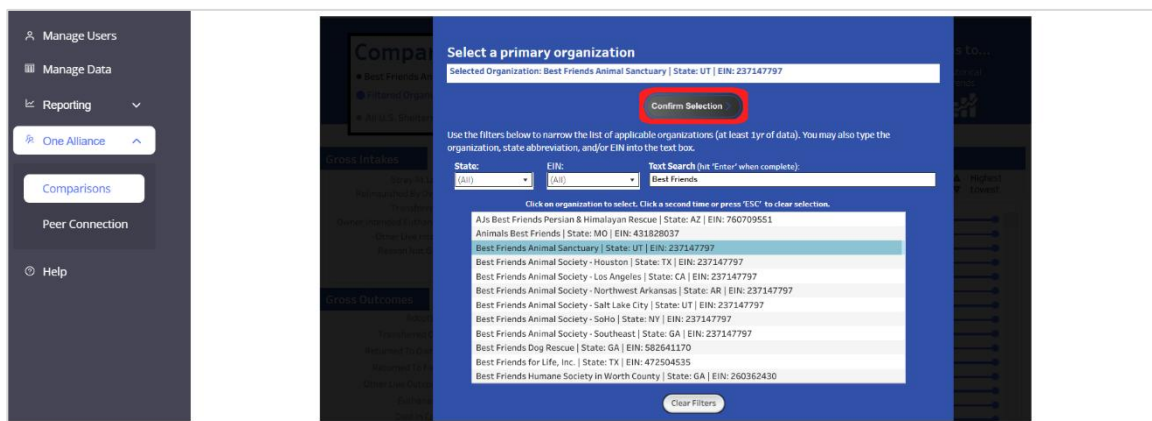 Manage Users
Manage Data
Reporting
One Alliance
Comparisons
Peer Connection
Help
Select a primary organization
Selected Organization: Best Friends Animal Sanctuary | State: UT | EIN: 237147797
Confirm Selection
Use the filters below to narrow the list of applicable organizations (at least 1yr of data). You may also type the
organization, state abbreviation, and/or EIN into the text box.
State: EIN: Text Search (hit 'Enter' when complete):
(All) (All) Best Friends
Click on organization to select. Click a second time or press 'ESC' to clear selection.
AJs Best Friends Persian & Himalayan Rescue | State: AZ | EIN: 760709551
Animals Best Friends | State: MO | EIN: 431828037
Best Friends Animal Sanctuary | State: UT | EIN: 237147797
Best Friends Animal Society - Houston | State: TX | EIN: 237147797
Best Friends Animal Society - Los Angeles | State: CA | EIN: 237147797
Best Friends Animal Society - Northwest Arkansas | State: AR | EIN: 237147797
Best Friends Animal Society - Salt Lake City | State: UT | EIN: 237147797
Best Friends Animal Society - SoHo | State: NY | EIN: 237147797
Best Friends Animal Society - Southeast | State: GA | EIN: 237147797
Best Friends Dog Rescue | State: GA | EIN: 582641170
Best Friends for Life, Inc. | State: TX | EIN: 472504535
Best Friends Humane Society in Worth County | State: GA | EIN: 260362430
Clear Filters
Compar
Best Friends An
s to...
Gross Intakes
Highest
Lowest
Gross Outcomes